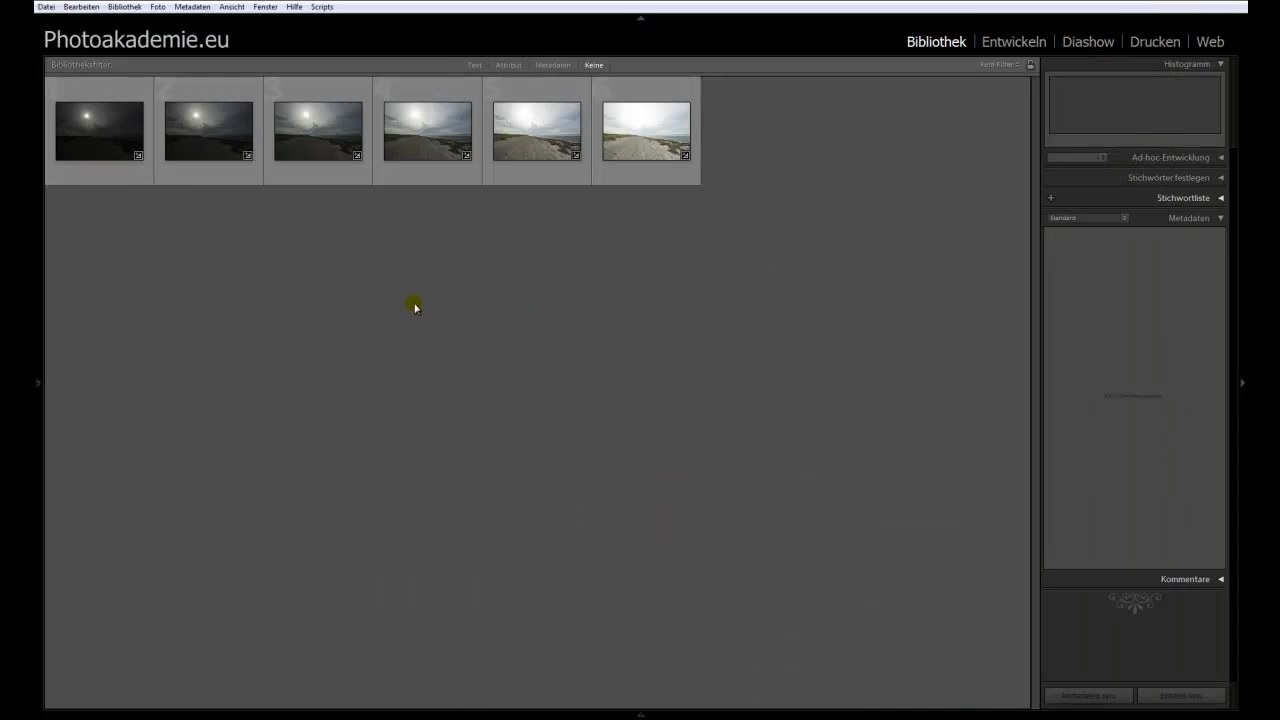 Datei Bearbeiten Bibliothek Foto Metadaten Ansicht Fenster Hilfe Scripts
Photoakademie.eu
Bibliothek Entwickeln Diashow Drucken Web
Bibliotheksfilter: Text Attribut Metadaten Keine Kein Filter
Histogramm
Ad-hoc-Entwicklung
Stichwörter festlegen
+ Stichwortliste
Standard Metadaten
Kommentare